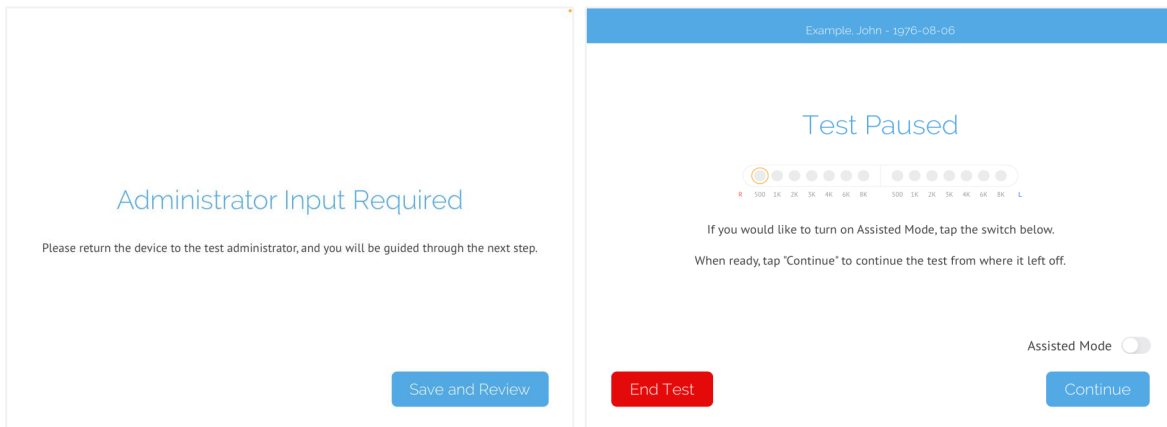 Administrator Input Required
Please return the device to the test administrator, and you will be guided through the next step.
Save and Review
Example, John - 1976-08-06
Test Paused
R 500 1K 2K 3K 4K 6K 8K 500 1K 2K 3K 4K 6K 8K L
If you would like to turn on Assisted Mode, tap the switch below.
When ready, tap "Continue" to continue the test from where it left off.
Assisted Mode
End Test
Continue